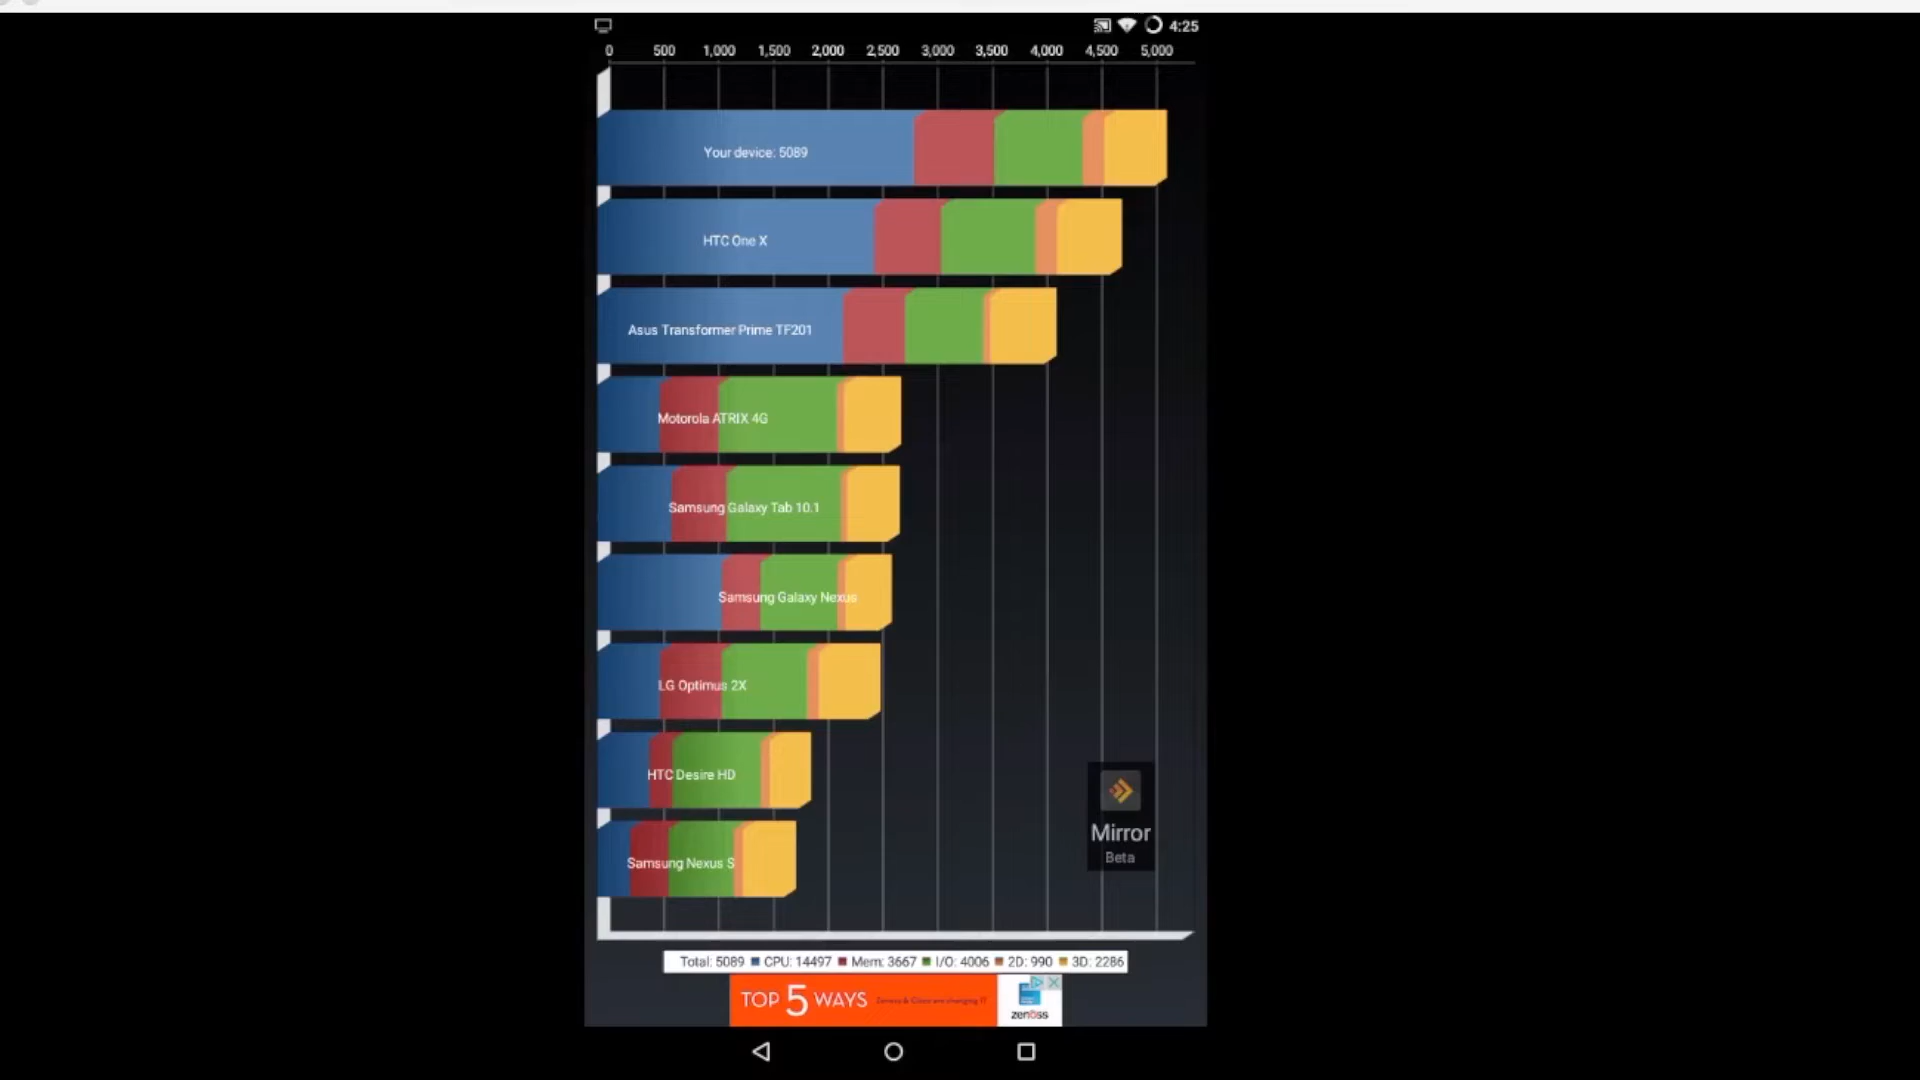 4:25
0 500 1,000 1,500 2,000 2,500 3,000 3,500 4,000 4,500 5,000
Your device: 5089
HTC One X
Asus Transformer Prime TF201
Motorola ATRIX 4G
Samsung Galaxy Tab 10.1
Samsung Galaxy Nexus
LG Optimus 2X
HTC Desire HD
Samsung Nexus S
Mirror
Beta
Total: 5089 CPU: 14497 Mem: 3667 I/O: 4006 2D: 990 3D: 2286
TOP 5 WAYS
zenoss